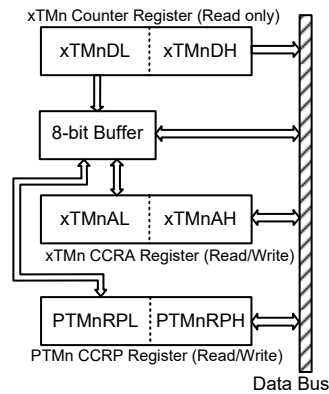 xTMn Counter Register (Read only)
xTMnDL xTMnDH
8-bit Buffer
xTMnAL xTMnAH
xTMn CCRA Register (Read/Write)
PTMnRPL PTMnRPH
PTMn CCRP Register (Read/Write)
Data Bus